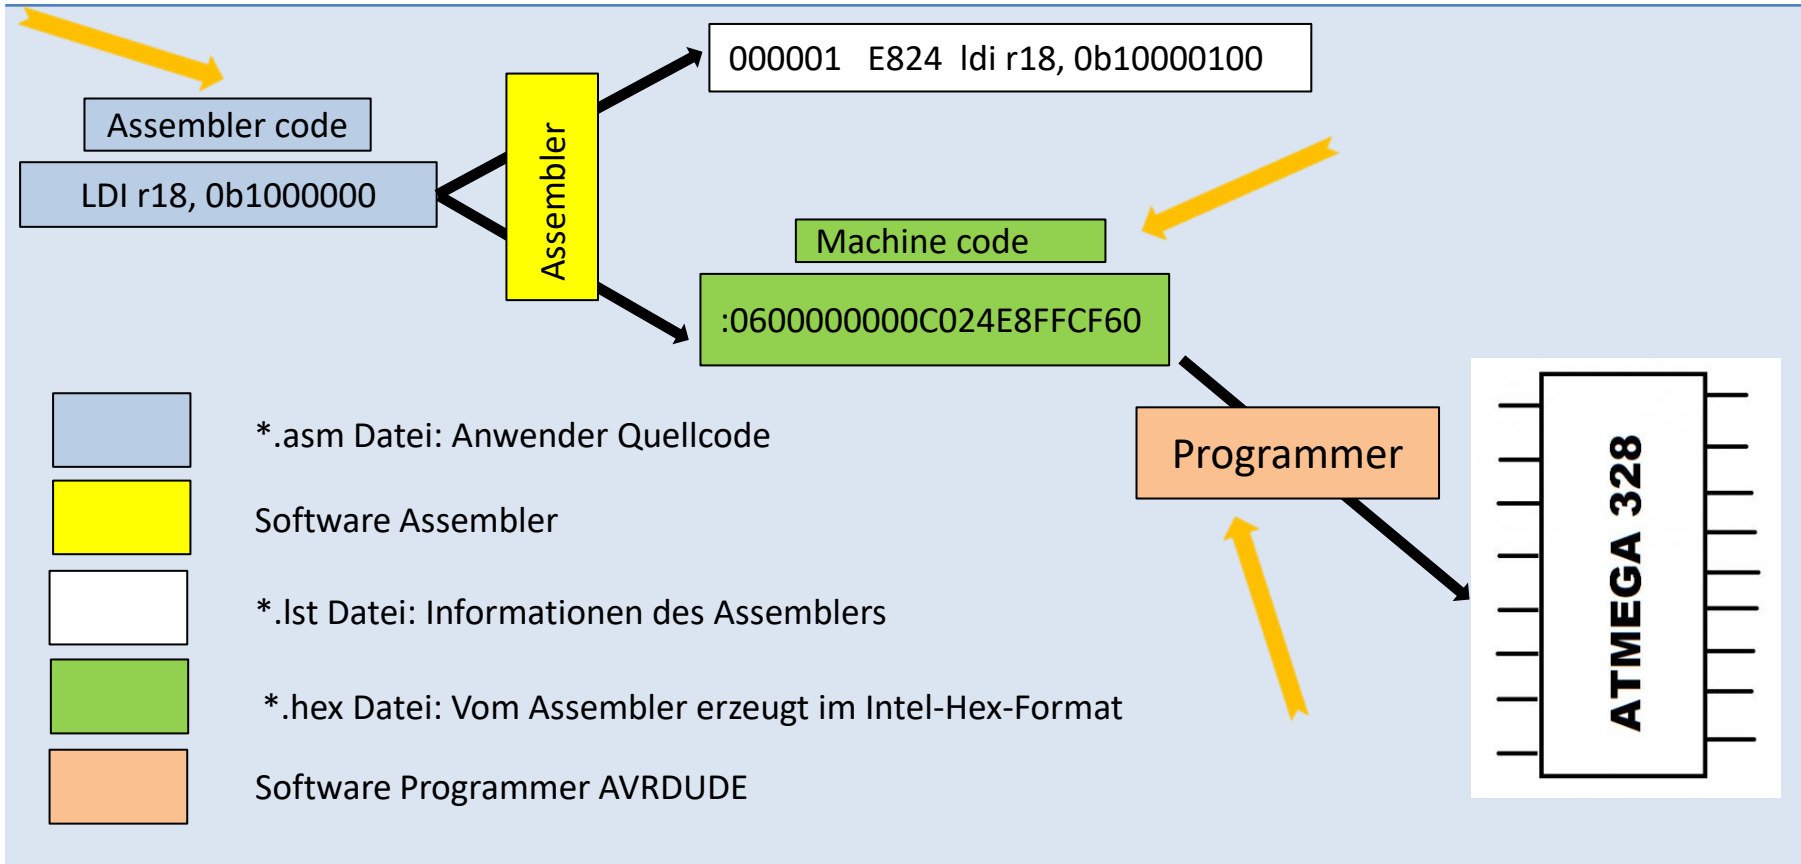 000001 E824 ldi r18, 0b10000100
Assembler code
LDI r18, 0b1000000
Assembler
Machine code
:0600000000C024E8FFCF60
Programmer
ATMEGA 328
*.asm Datei: Anwender Quellcode
Software Assembler
*.lst Datei: Informationen des Assemblers
*.hex Datei: Vom Assembler erzeugt im Intel-Hex-Format
Software Programmer AVRDUDE